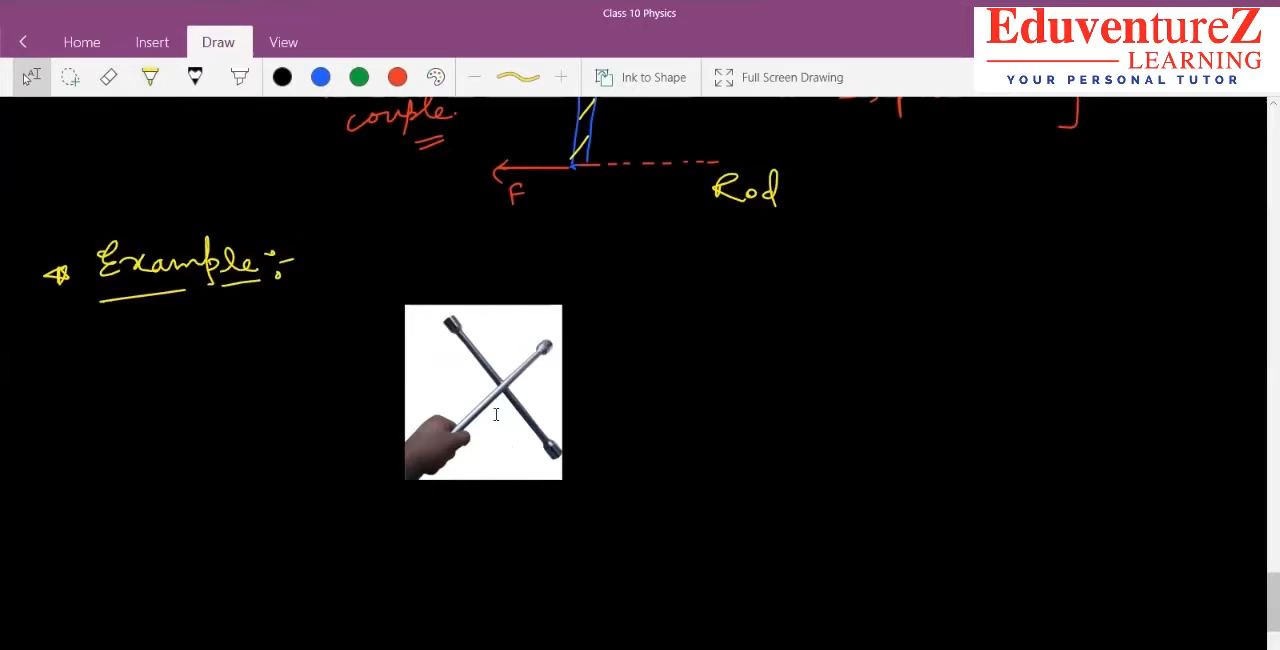 Class 10 Physics
EduventureZ
LEARNING
YOUR PERSONAL TUTOR
Home Insert Draw View
Ink to Shape Full Screen Drawing
couple.
F
Rod
Example :-